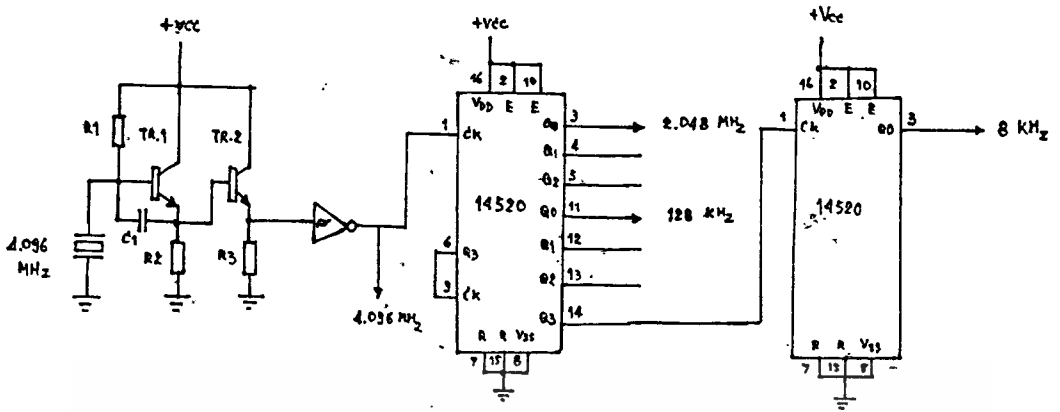 +Vcc
R1
TR.1
TR.2
C1
R2
R3
4.096
MHz
4.096 MHz
+Vcc
16 2 10
VDD E E
1 CK
Q0 3 2.048 MHz
Q1 4
Q2 5
14520
Q0 11 128 KHz
Q1 12
6 Q3
Q2 13
9 CK
Q3 14
R R VSS
7 15 8
+Vcc
16 2 10
VDD E E
1 CK
Q0 3 8 KHz
14520
R R VSS
7 15 8